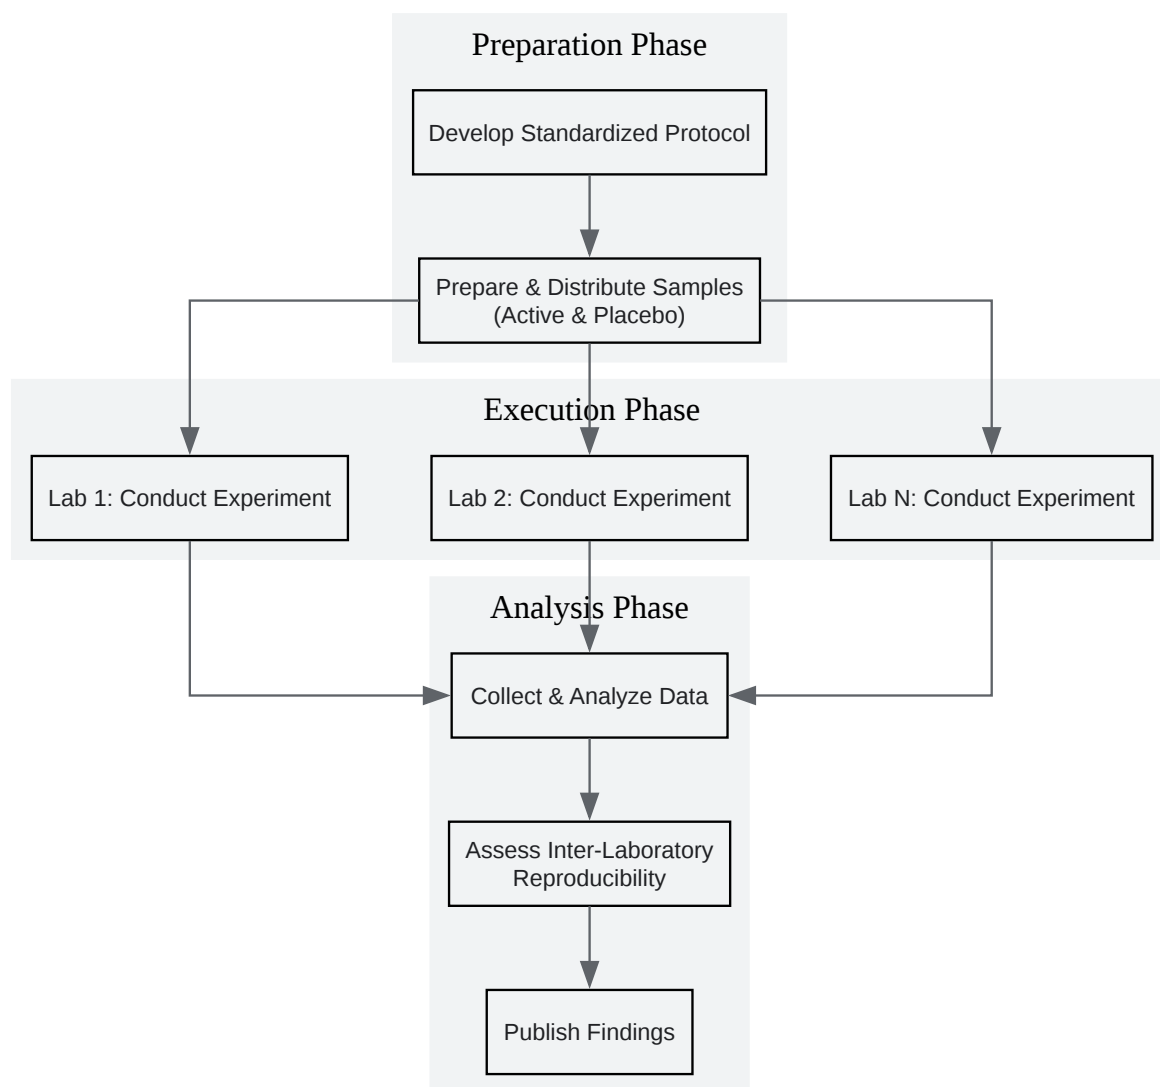 Preparation Phase
Develop Standardized Protocol
Prepare & Distribute Samples
(Active & Placebo)
Execution Phase
Lab 1: Conduct Experiment
Lab 2: Conduct Experiment
Lab N: Conduct Experiment
Analysis Phase
Collect & Analyze Data
Assess Inter-Laboratory
Reproducibility
Publish Findings